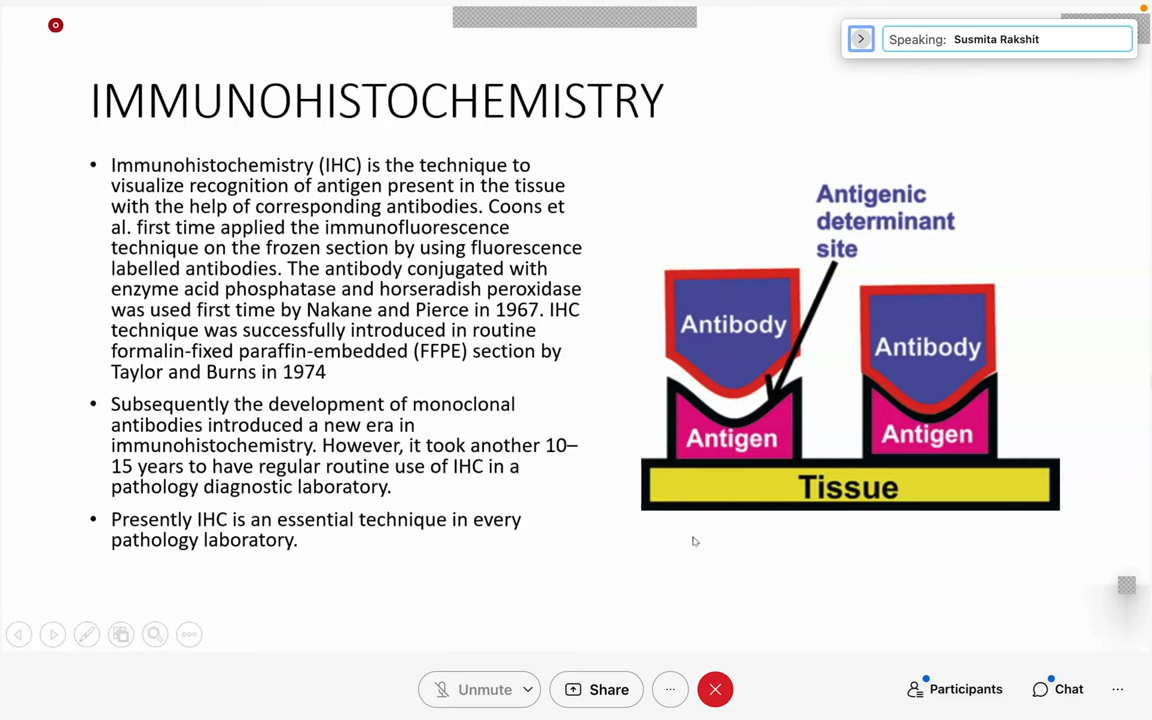 Speaking: Susmita Rakshit
IMMUNOHISTOCHEMISTRY
• Immunohistochemistry (IHC) is the technique to
visualize recognition of antigen present in the tissue
with the help of corresponding antibodies. Coons et
al. first time applied the immunofluorescence
technique on the frozen section by using fluorescence
labelled antibodies. The antibody conjugated with
enzyme acid phosphatase and horseradish peroxidase
was used first time by Nakane and Pierce in 1967. IHC
technique was successfully introduced in routine
formalin-fixed paraffin-embedded (FFPE) section by
Taylor and Burns in 1974
• Subsequently the development of monoclonal
antibodies introduced a new era in
immunohistochemistry. However, it took another 10–
15 years to have regular routine use of IHC in a
pathology diagnostic laboratory.
• Presently IHC is an essential technique in every
pathology laboratory.
Antigenic
determinant
site
Antibody
Antibody
Antigen
Antigen
Tissue
Unmute
Share
Participants
Chat